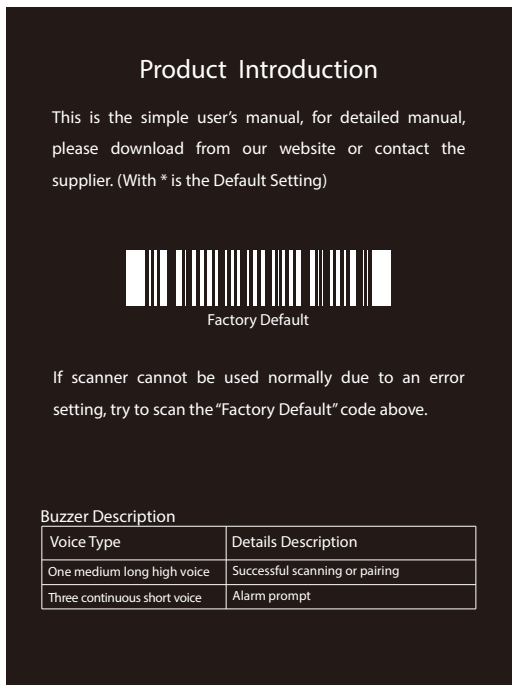 Product Introduction
This is the simple user's manual, for detailed manual,
please download from our website or contact the
supplier. (With * is the Default Setting)
Factory Default
If scanner cannot be used normally due to an error
setting, try to scan the “Factory Default” code above.
Buzzer Description
Voice Type Details Description
One medium long high voice Successful scanning or pairing
Three continuous short voice Alarm prompt